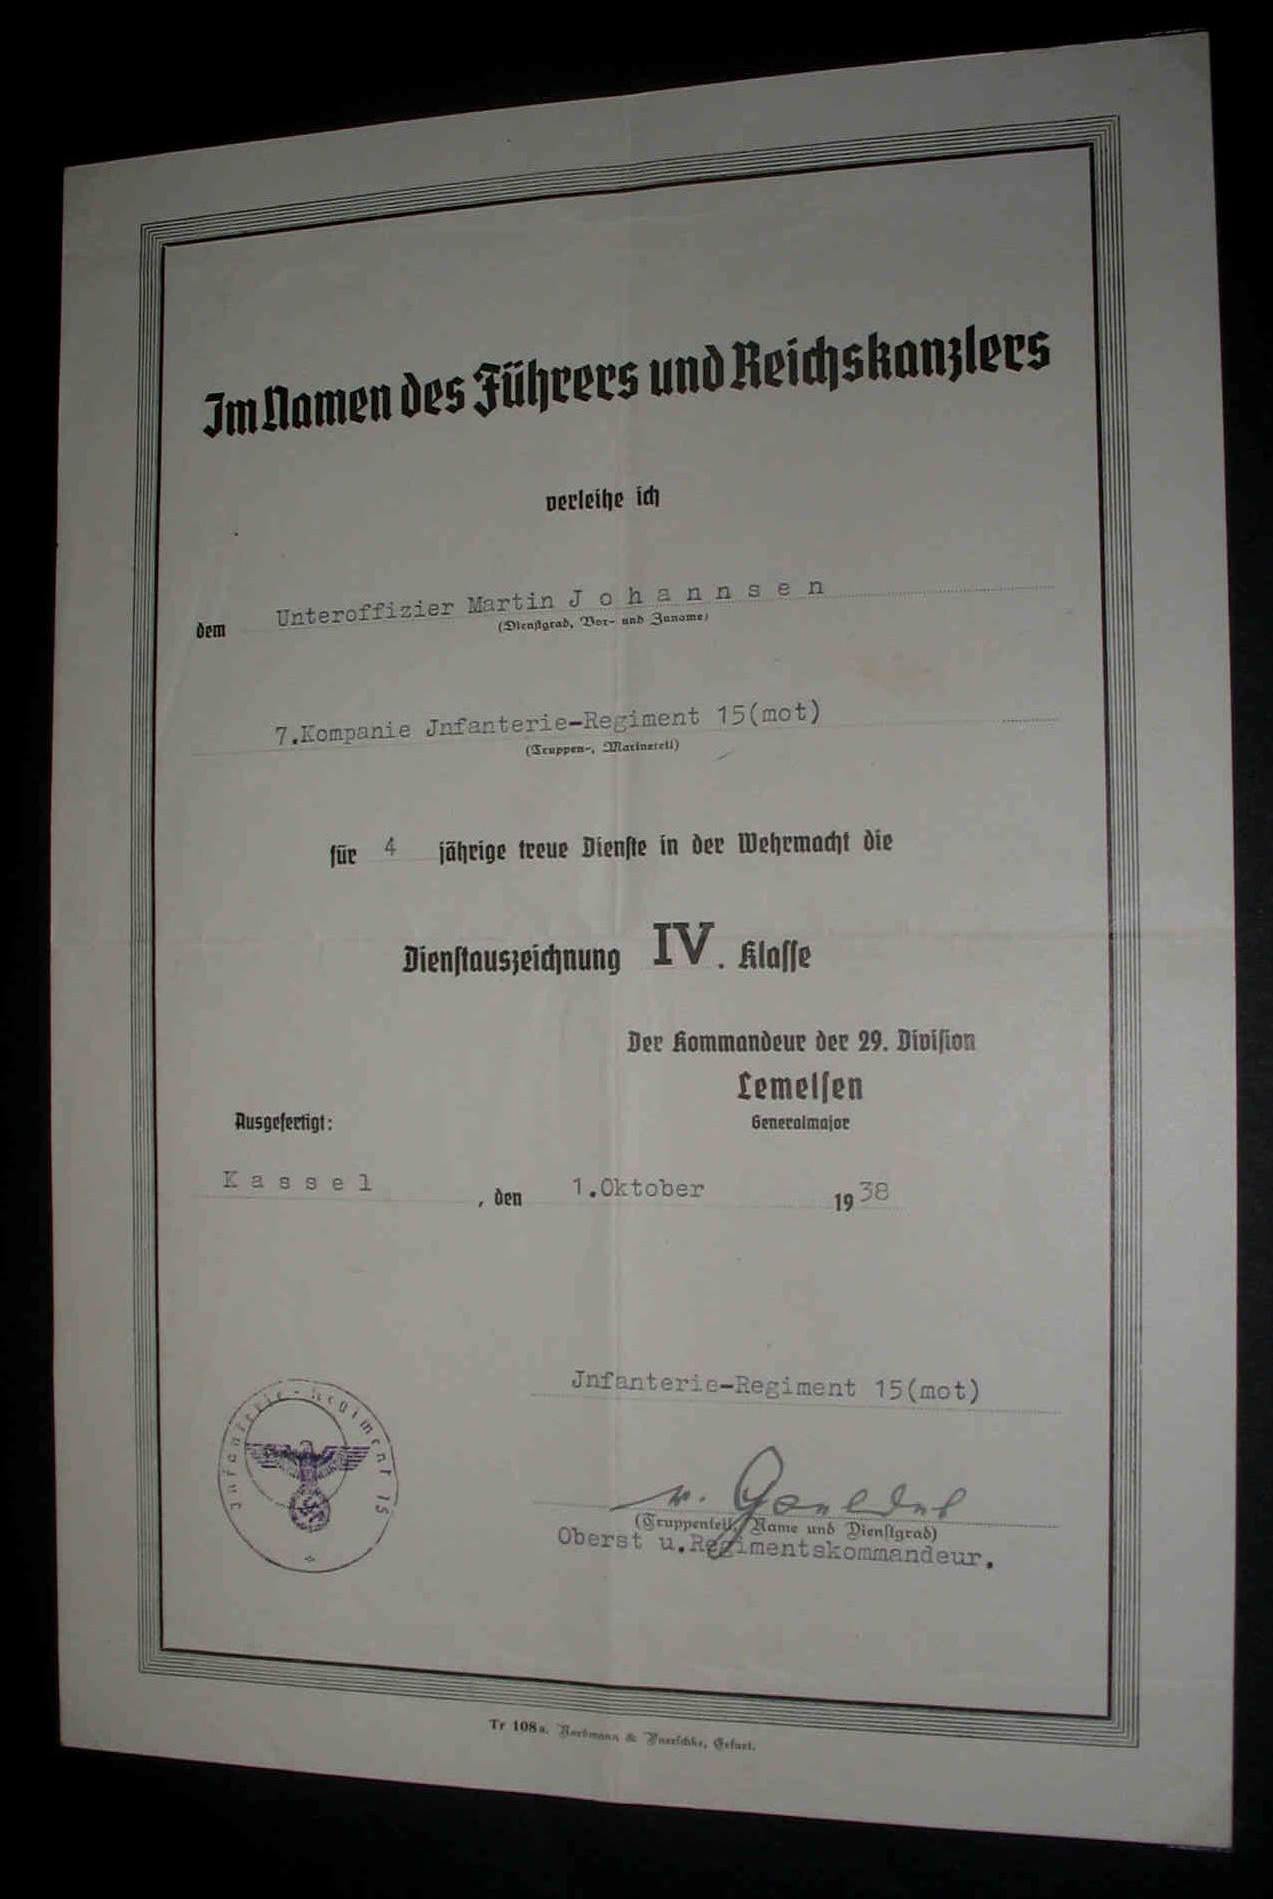 Im Namen des Führers und Reichskanzlers
verleihe ich
dem Unteroffizier Martin J o h a n n s e n
(Dienstgrad, Vor- und Zuname)
7.Kompanie Jnfanterie-Regiment 15(mot)
(Truppen-, Marineteil)
für 4 jährige treue Dienste in der Wehrmacht die
Dienstauszeichnung IV. Klasse
Der Kommandeur der 29. Division
Lemelsen
Generalmajor
Ausgefertigt:
K a s s e l , den 1.Oktober 1938
Jnfanterie-Regiment 15(mot)
Jnfanterie-Regiment 15
v.
(Truppenteil, Name und Dienstgrad)
Oberst u.Regimentskommandeur.
Tr 108a. & Erfurt.